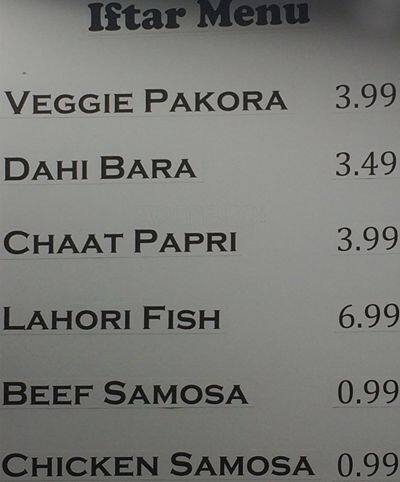 Iftar Menu
VEGGIE PAKORA 3.99
DAHI BARA 3.49
CHAAT PAPRI 3.99
LAHORI FISH 6.99
BEEF SAMOSA 0.99
CHICKEN SAMOSA 0.99